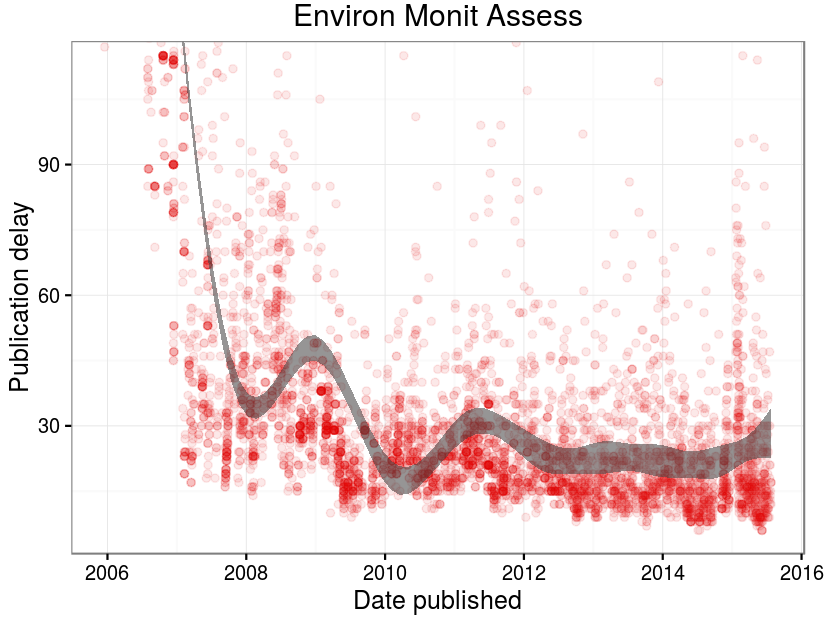 Environ Monit Assess
Publication delay
90
60
30
2006 2008 2010 2012 2014 2016
Date published